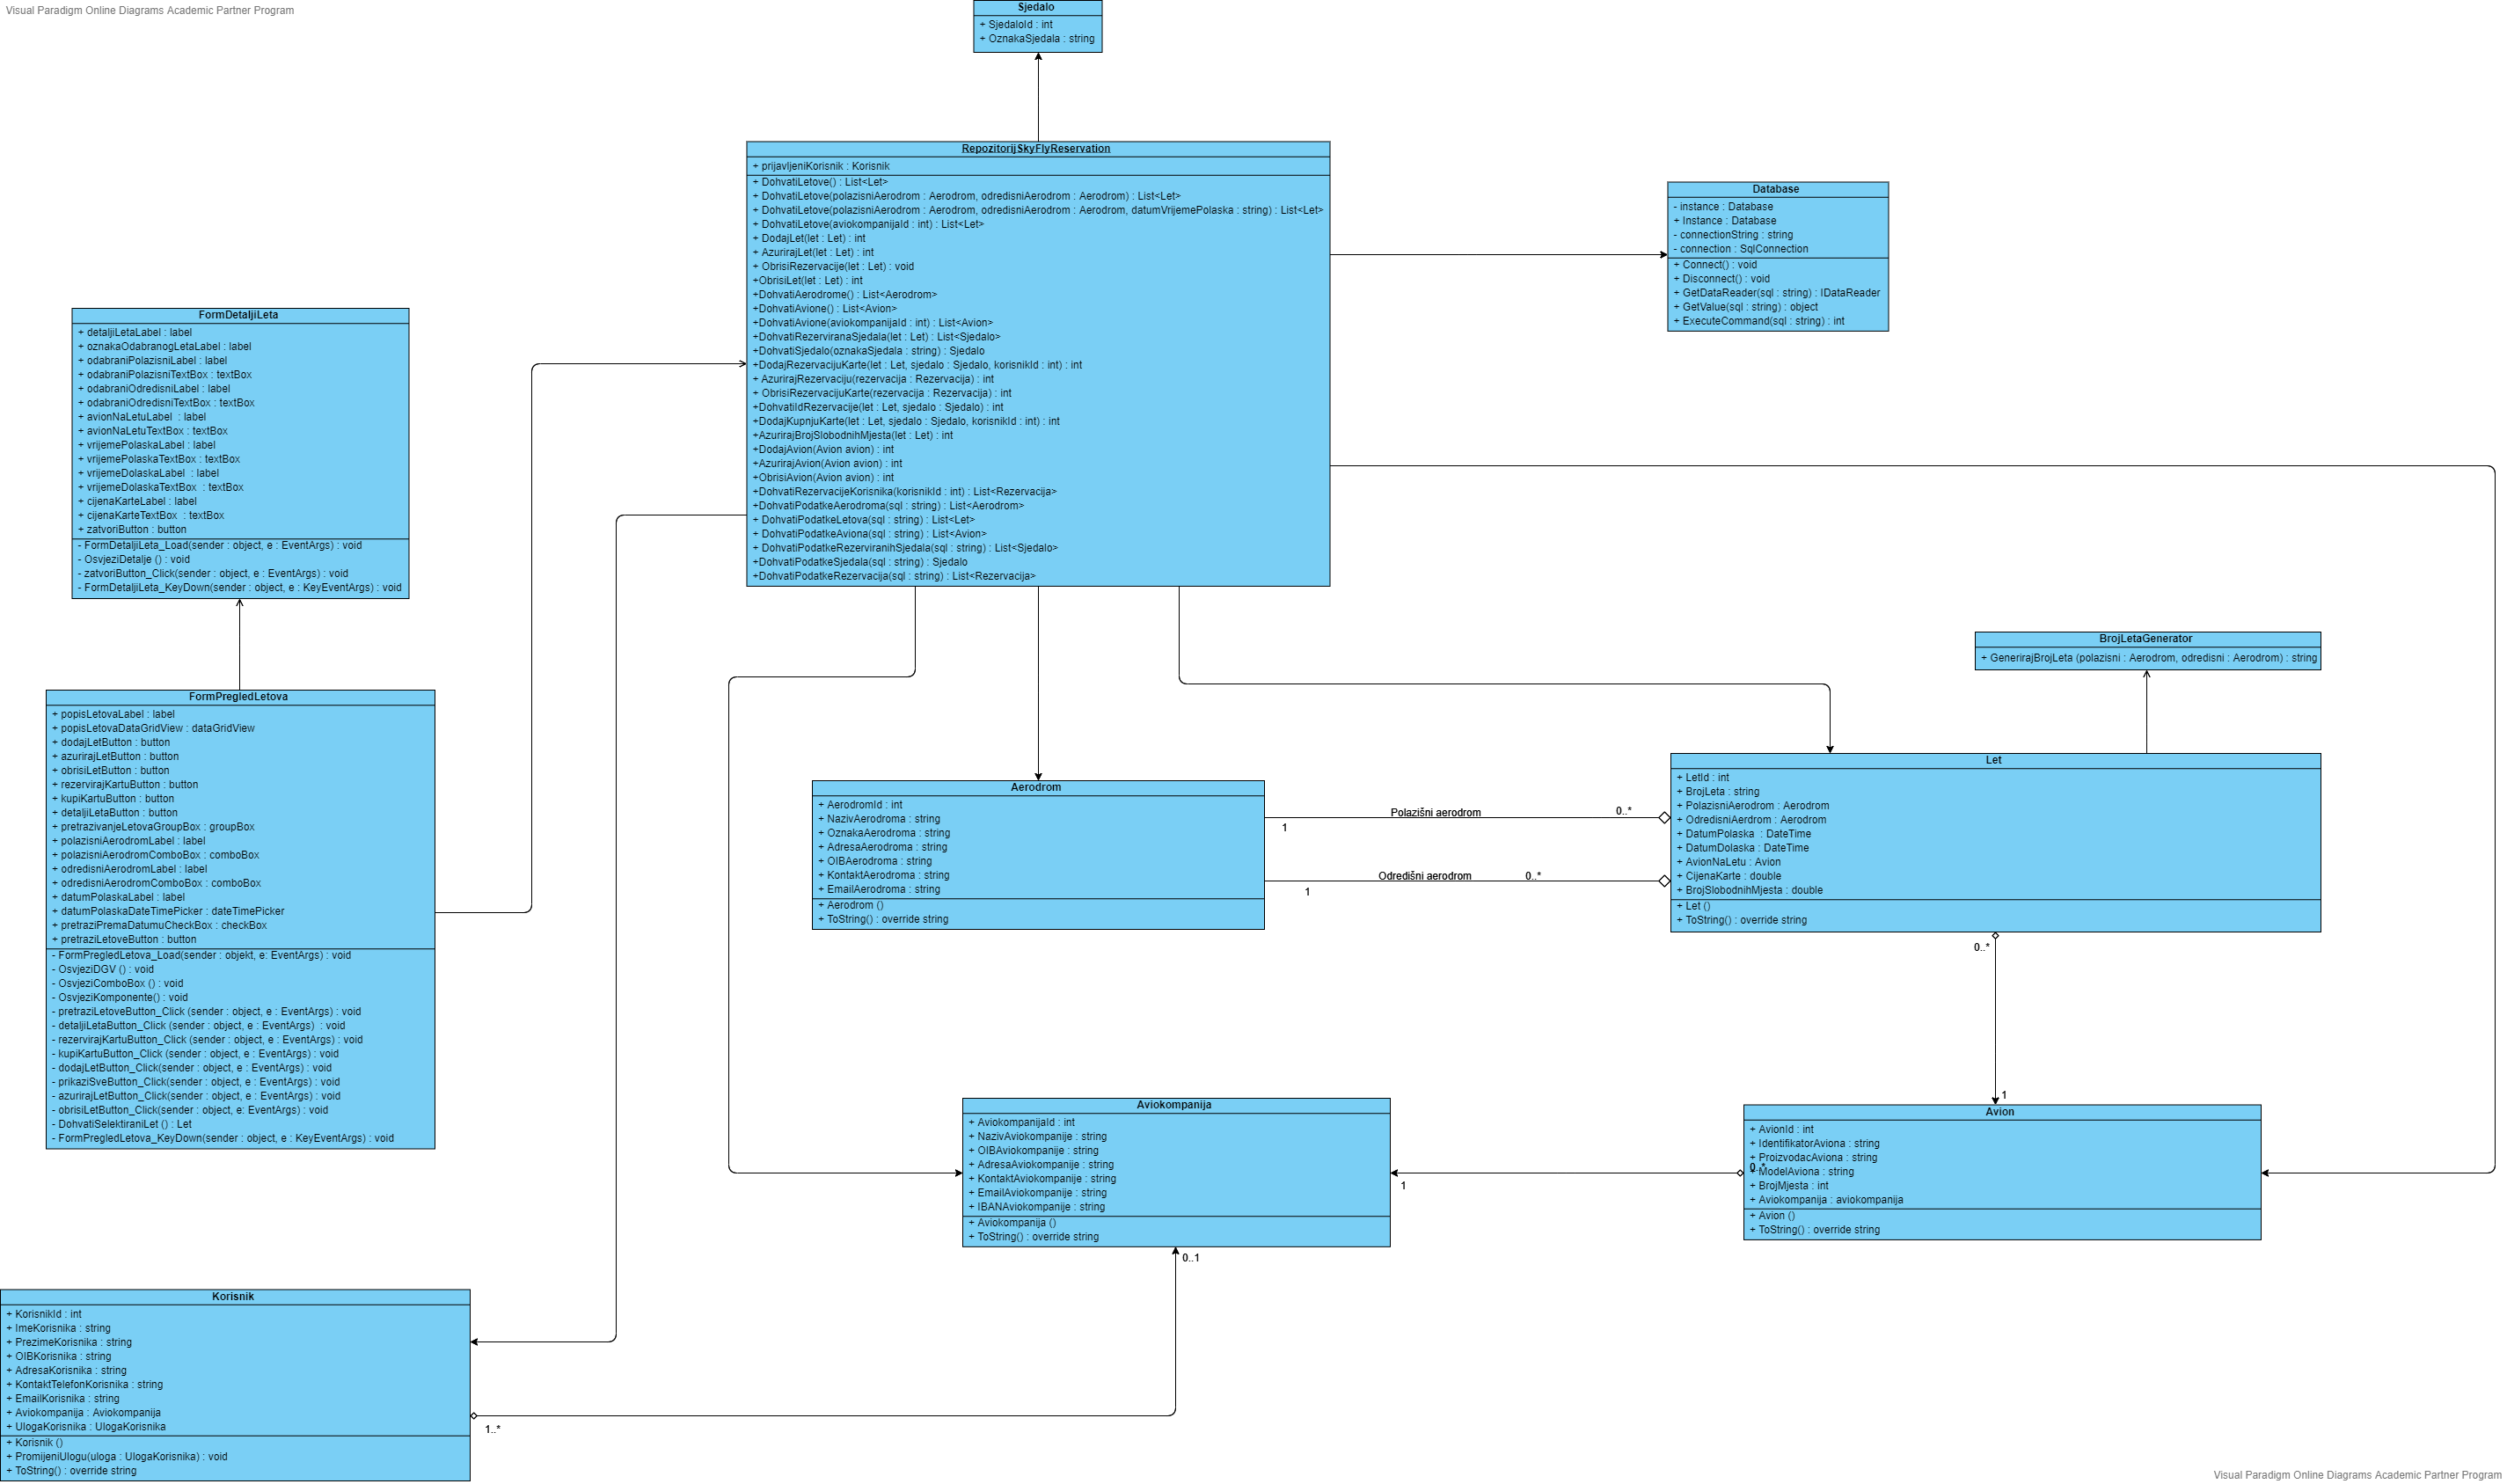 Visual Paradigm Online Diagrams Academic Partner Program
Sjedalo
+ SjedaloId : int
+ OznakaSjedala : string
RepozitorijSkyFlyReservation
+ prijavljeniKorisnik : Korisnik
+ DohvatiLetove() : List<Let>
+ DohvatiLetove(polazisniAerodrom : Aerodrom, odredisniAerodrom : Aerodrom) : List<Let>
+ DohvatiLetove(polazisniAerodrom : Aerodrom, odredisniAerodrom : Aerodrom, datumVrijemePolaska : string) : List<Let>
+ DohvatiLetove(aviokompanijaId : int) : List<Let>
+ DodajLet(let : Let) : int
+ AzurirajLet(let : Let) : int
+ ObrisiRezervacije(let : Let) : void
+ObrisiLet(let : Let) : int
+DohvatiAerodrome() : List<Aerodrom>
+DohvatiAvione() : List<Avion>
+DohvatiAvione(aviokompanijaId : int) : List<Avion>
+DohvatiRezerviranaSjedala(let : Let) : List<Sjedalo>
+DohvatiSjedalo(oznakaSjedala : string) : Sjedalo
+DodajRezervacijuKarte(let : Let, sjedalo : Sjedalo, korisnikId : int) : int
+ AzurirajRezervaciju(rezervacija : Rezervacija) : int
+ ObrisiRezervacijuKarte(rezervacija : Rezervacija) : int
+DohvatiIdRezervacije(let : Let, sjedalo : Sjedalo) : int
+DodajKupnjuKarte(let : Let, sjedalo : Sjedalo, korisnikId : int) : int
+AzurirajBrojSlobodnihMjesta(let : Let) : int
+DodajAvion(Avion avion) : int
+AzurirajAvion(Avion avion) : int
+ObrisiAvion(Avion avion) : int
+DohvatiRezervacijeKorisnika(korisnikId : int) : List<Rezervacija>
+DohvatiPodatkeAerodroma(sql : string) : List<Aerodrom>
+ DohvatiPodatkeLetova(sql : string) : List<Let>
+ DohvatiPodatkeAviona(sql : string) : List<Avion>
+ DohvatiPodatkeRezerviranihSjedala(sql : string) : List<Sjedalo>
+DohvatiPodatkeSjedala(sql : string) : Sjedalo
+DohvatiPodatkeRezervacija(sql : string) : List<Rezervacija>
Database
- instance : Database
+ Instance : Database
- connectionString : string
- connection : SqlConnection
+ Connect() : void
+ Disconnect() : void
+ GetDataReader(sql : string) : IDataReader
+ GetValue(sql : string) : object
+ ExecuteCommand(sql : string) : int
FormDetaljiLeta
+ detaljiLetaLabel : label
+ oznakaOdabranogLetaLabel : label
+ odabraniPolazisniLabel : label
+ odabraniPolazisniTextBox : textBox
+ odabraniOdredisniLabel : label
+ odabraniOdredisniTextBox : textBox
+ avionNaLetuLabel : label
+ avionNaLetuTextBox : textBox
+ vrijemePolaskaLabel : label
+ vrijemePolaskaTextBox : textBox
+ vrijemeDolaskaLabel : label
+ vrijemeDolaskaTextBox : textBox
+ cijenaKarteLabel : label
+ cijenaKarteTextBox : textBox
+ zatvoriButton : button
- FormDetaljiLeta_Load(sender : object, e : EventArgs) : void
- OsvjeziDetalje () : void
- zatvoriButton_Click(sender : object, e : EventArgs) : void
- FormDetaljiLeta_KeyDown(sender : object, e : KeyEventArgs) : void
FormPregledLetova
+ popisLetovaLabel : label
+ popisLetovaDataGridView : dataGridView
+ dodajLetButton : button
+ azurirajLetButton : button
+ obrisiLetButton : button
+ rezervirajKartuButton : button
+ kupiKartuButton : button
+ detaljiLetaButton : button
+ pretrazivanjeLetovaGroupBox : groupBox
+ polazisniAerodromLabel : label
+ polazisniAerodromComboBox : comboBox
+ odredisniAerodromLabel : label
+ odredisniAerodromComboBox : comboBox
+ datumPolaskaLabel : label
+ datumPolaskaDateTimePicker : dateTimePicker
+ pretraziPremaDatumuCheckBox : checkBox
+ pretraziLetoveButton : button
- FormPregledLetova_Load(sender : objekt, e: EventArgs) : void
- OsvjeziDGV () : void
- OsvjeziComboBox () : void
- OsvjeziKomponente() : void
- pretraziLetoveButton_Click (sender : object, e : EventArgs) : void
- detaljiLetaButton_Click (sender : object, e : EventArgs) : void
- rezervirajKartuButton_Click (sender : object, e : EventArgs) : void
- kupiKartuButton_Click (sender : object, e : EventArgs) : void
- dodajLetButton_Click(sender : object, e : EventArgs) : void
- prikaziSveButton_Click(sender : object, e : EventArgs) : void
- azurirajLetButton_Click(sender : object, e : EventArgs) : void
- obrisiLetButton_Click(sender : object, e: EventArgs) : void
- DohvatiSelektiraniLet () : Let
- FormPregledLetova_KeyDown(sender : object, e : KeyEventArgs) : void
BrojLetaGenerator
+ GenerirajBrojLeta (polazisni : Aerodrom, odredisni : Aerodrom) : string
Aerodrom
+ AerodromId : int
+ NazivAerodroma : string
+ OznakaAerodroma : string
+ AdresaAerodroma : string
+ OIBAerodroma : string
+ KontaktAerodroma : string
+ EmailAerodroma : string
+ Aerodrom ()
+ ToString() : override string
Polazišni aerodrom
0..*
1
Odredišni aerodrom
0..*
1
Let
+ LetId : int
+ BrojLeta : string
+ PolazisniAerodrom : Aerodrom
+ OdredisniAerdrom : Aerodrom
+ DatumPolaska : DateTime
+ DatumDolaska : DateTime
+ AvionNaLetu : Avion
+ CijenaKarte : double
+ BrojSlobodnihMjesta : double
+ Let ()
+ ToString() : override string
0..*
1
Aviokompanija
+ AviokompanijaId : int
+ NazivAviokompanije : string
+ OIBAviokompanije : string
+ AdresaAviokompanije : string
+ KontaktAviokompanije : string
+ EmailAviokompanije : string
+ IBANAviokompanije : string
+ Aviokompanija ()
+ ToString() : override string
1
0..*
Avion
+ AvionId : int
+ IdentifikatorAviona : string
+ ProizvodacAviona : string
+ ModelAviona : string
+ BrojMjesta : int
+ Aviokompanija : aviokompanija
+ Avion ()
+ ToString() : override string
0..1
Korisnik
+ KorisnikId : int
+ ImeKorisnika : string
+ PrezimeKorisnika : string
+ OIBKorisnika : string
+ AdresaKorisnika : string
+ KontaktTelefonKorisnika : string
+ EmailKorisnika : string
+ Aviokompanija : Aviokompanija
+ UlogaKorisnika : UlogaKorisnika
+ Korisnik ()
+ PromijeniUlogu(uloga : UlogaKorisnika) : void
+ ToString() : override string
1..*
Visual Paradigm Online Diagrams Academic Partner Program